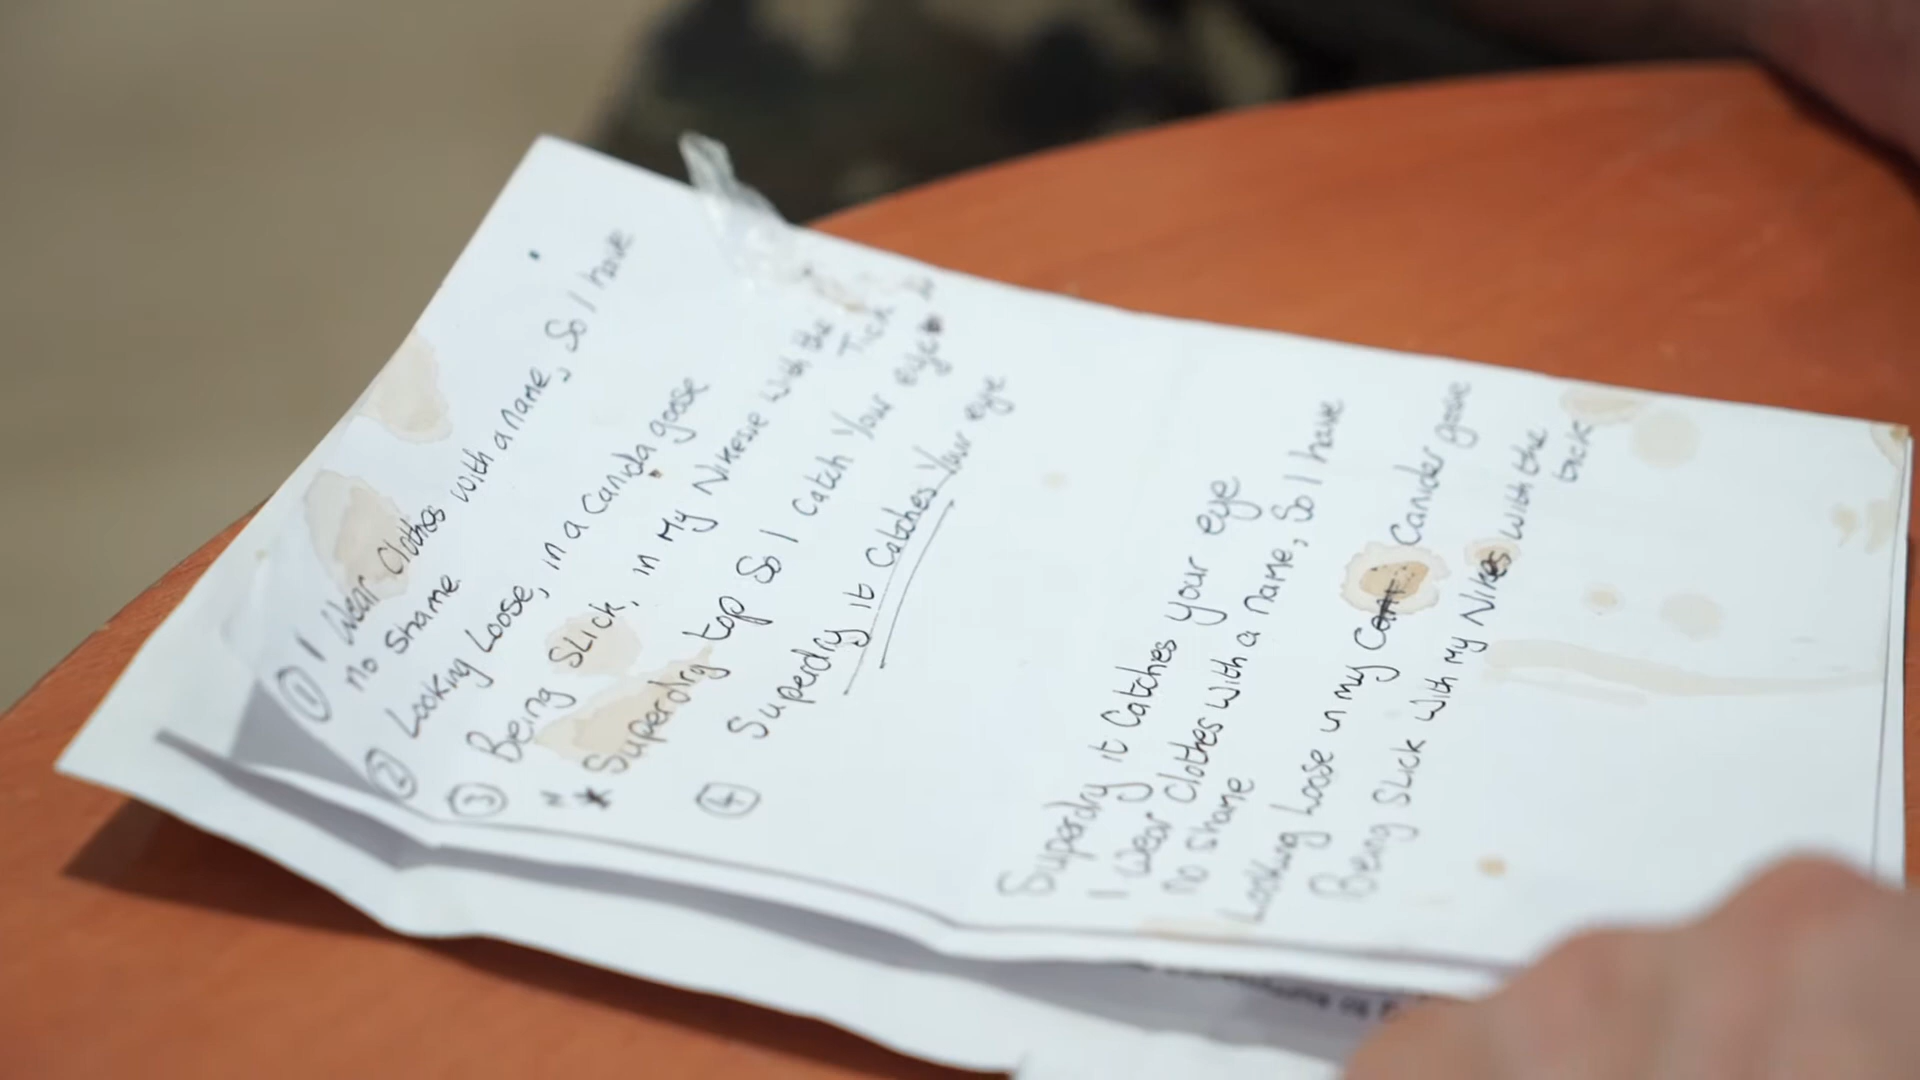 ① I Wear Clothes with a name, So I have
no shame
② Looking Loose, in a Canada goose
③ Being SLick, in My Nikesse with the
Tick
* Superdry top So I catch Your eye
④ Superdry it Catches Your eye
Superdry it Catches your eye
I wear Clothes with a name, So I have
no shame
Looking Loose in my Canider goose
Being SLick with My Nikes with the
tick